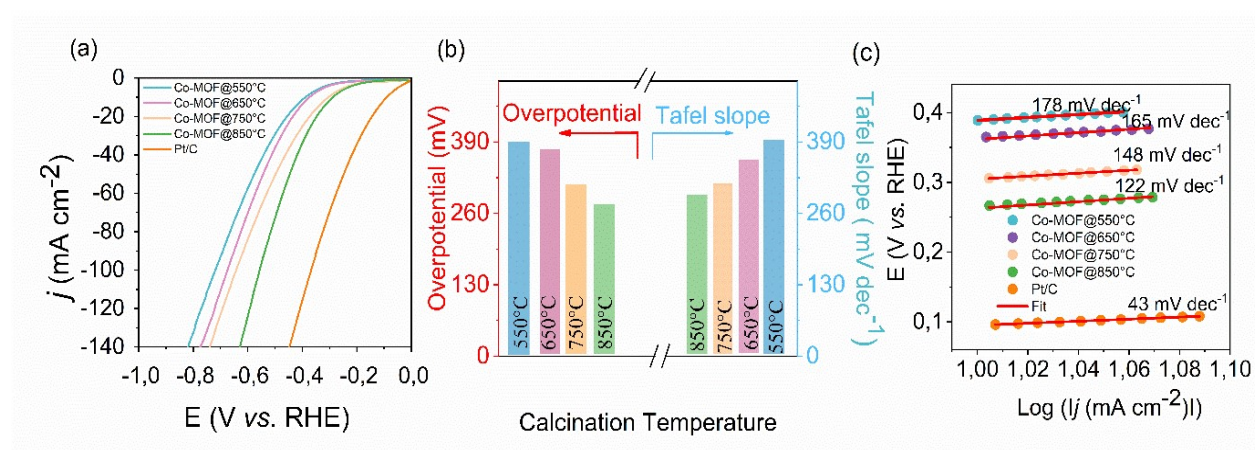 (a)
Co-MOF@550°C
Co-MOF@650°C
Co-MOF@750°C
Co-MOF@850°C
Pt/C
0
-20
-40
-60
-80
-100
-120
-140
j (mA cm-2)
-1,0
-0,8
-0,6
-0,4
-0,2
0,0
E (V vs. RHE)
(b)
Overpotential
Tafel slope
Overpotential (mV)
390
260
130
0
550°C
650°C
750°C
850°C
850°C
750°C
650°C
550°C
390
260
130
0
Tafel slope ( mV dec-1)
Calcination Temperature
(c)
178 mV dec-1
165 mV dec-1
148 mV dec-1
122 mV dec-1
Co-MOF@550°C
Co-MOF@650°C
Co-MOF@750°C
Co-MOF@850°C
Pt/C
Fit
43 mV dec-1
0,4
0,3
0,2
0,1
E (V vs. RHE)
1,00
1,02
1,04
1,06
1,08
1,10
Log (Ij (mA cm-2)I)